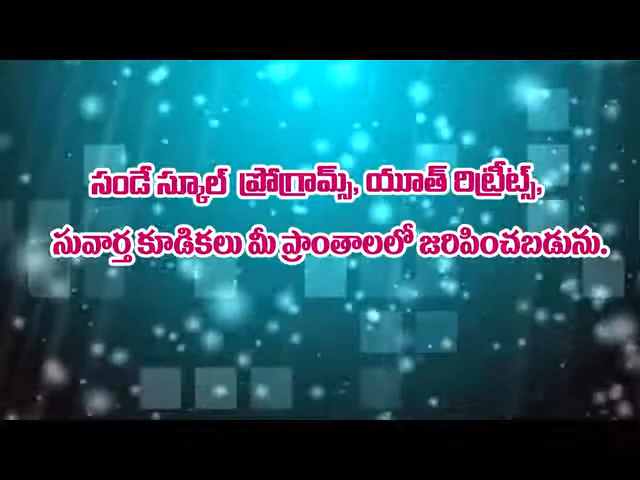 సండే స్కూల్ ప్రోగ్రామ్స్, యూత్ రిట్రీట్స్,
సువార్త కూడికలు మీ ప్రాంతాలలో జరిపించబడును.